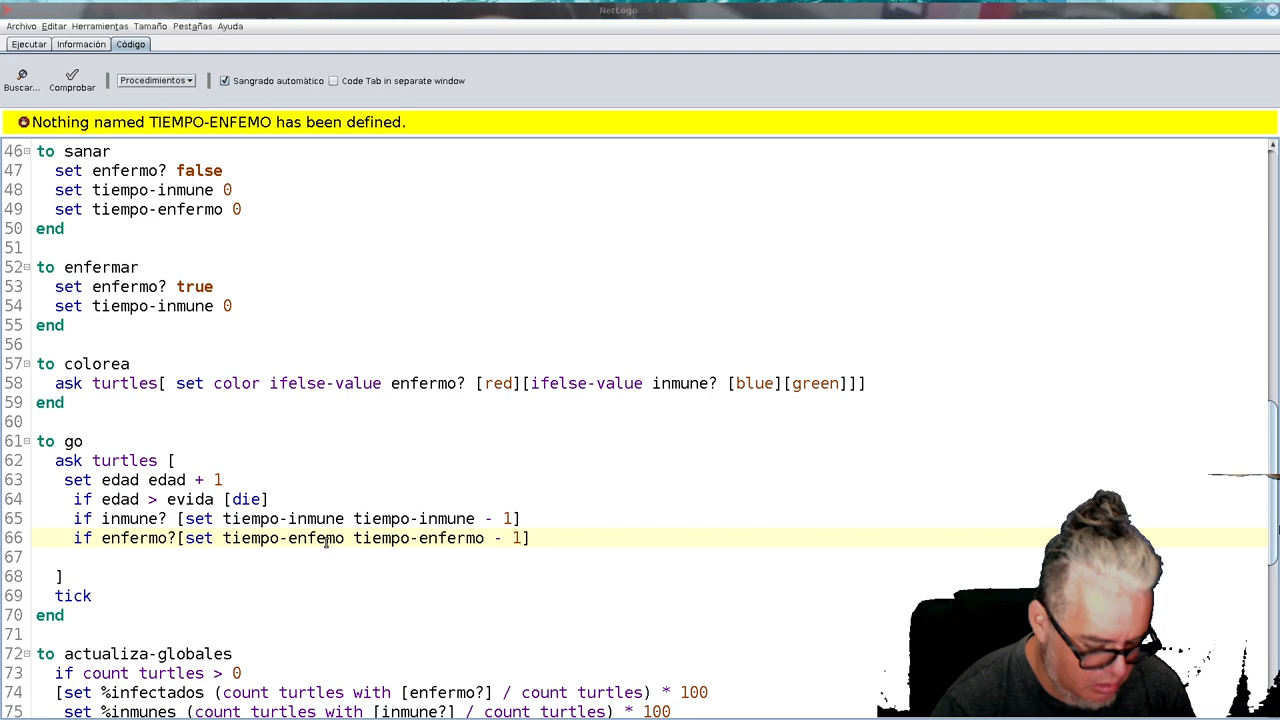 NetLogo
Archivo Editar Herramientas Tamaño Pestañas Ayuda
Ejecutar Información Código
Buscar... Comprobar Procedimientos Sangrado automático Code Tab in separate window
Nothing named TIEMPO-ENFEMO has been defined.
46 to sanar
47 set enfermo? false
48 set tiempo-inmune 0
49 set tiempo-enfermo 0
50 end
51
52 to enfermar
53 set enfermo? true
54 set tiempo-inmune 0
55 end
56
57 to colorea
58 ask turtles[ set color ifelse-value enfermo? [red][ifelse-value inmune? [blue][green]]]
59 end
60
61 to go
62 ask turtles [
63 set edad edad + 1
64 if edad > evida [die]
65 if inmune? [set tiempo-inmune tiempo-inmune - 1]
66 if enfermo?[set tiempo-enfemo tiempo-enfermo - 1]
67
68 ]
69 tick
70 end
71
72 to actualiza-globales
73 if count turtles > 0
74 [set %infectados (count turtles with [enfermo?] / count turtles) * 100
75 set %inmunes (count turtles with [inmune?] / count turtles) * 100